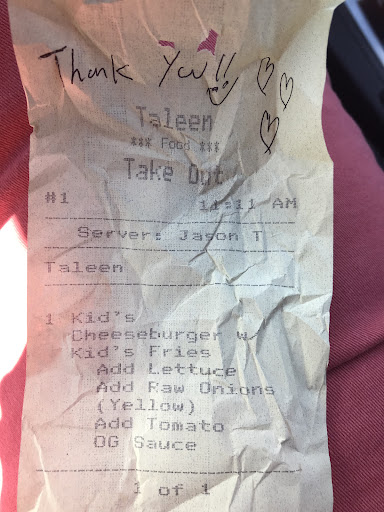 Thank You!!
Taleen
*** Food ***
Take Out
#1 11:11 AM
Server: Jason T
Taleen
1 Kid's
Cheeseburger w/
Kid's Fries
Add Lettuce
Add Raw Onions
(Yellow)
Add Tomato
OG Sauce
1 of 1